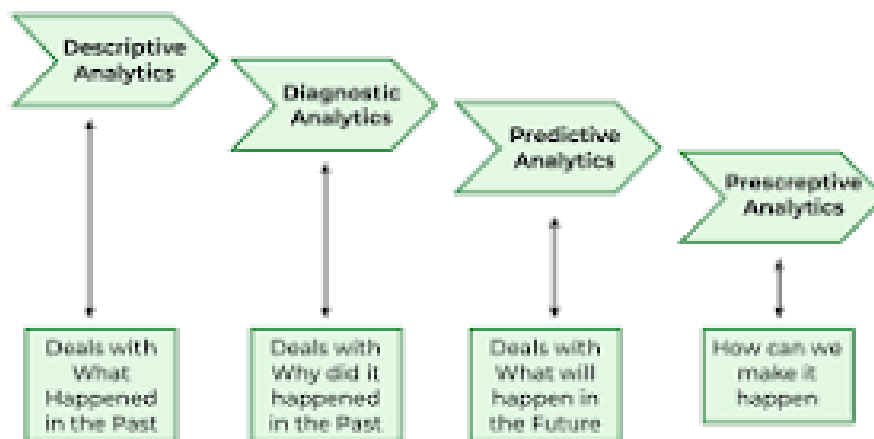 Descriptive
Analytics
Diagnostic
Analytics
Predictive
Analytics
Prescreptive
Analytics
Deals with
What
Happened
in the Past
Deals with
Why did it
happened
in the Past
Deals with
What will
happen in
the Future
How can we
make it
happen